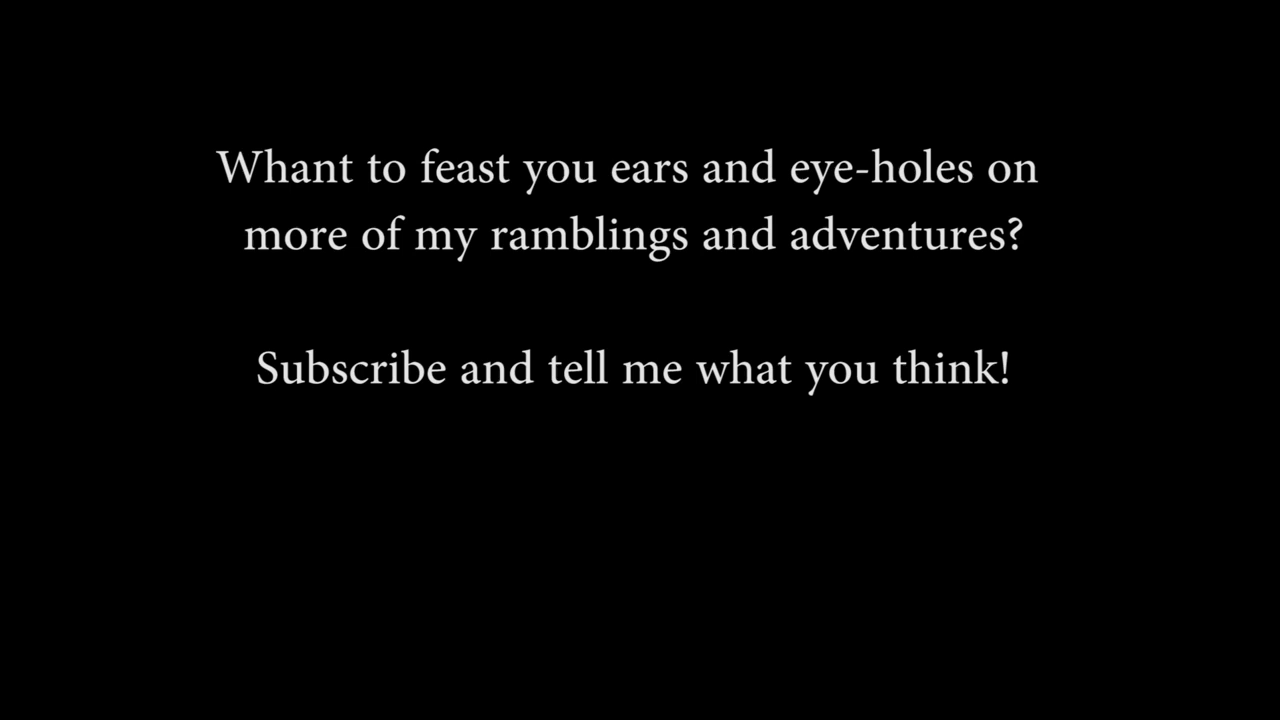 Whant to feast you ears and eye-holes on
more of my ramblings and adventures?
Subscribe and tell me what you think!